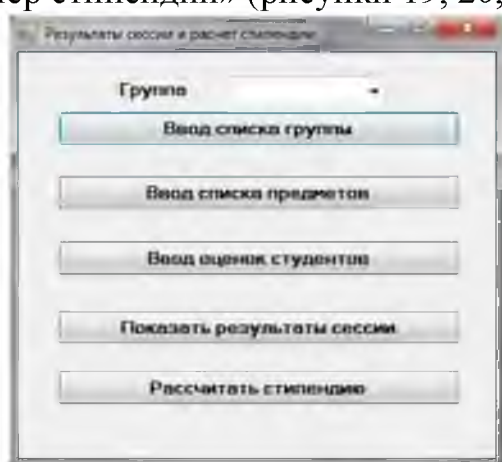 стипендии» (рисунки 19, 20,
Результаты сессии и расчет стипендии
Группа
Ввод списка группы
Ввод списка предметов
Ввод оценок студентов
Показать результаты сессии
Рассчитать стипендию